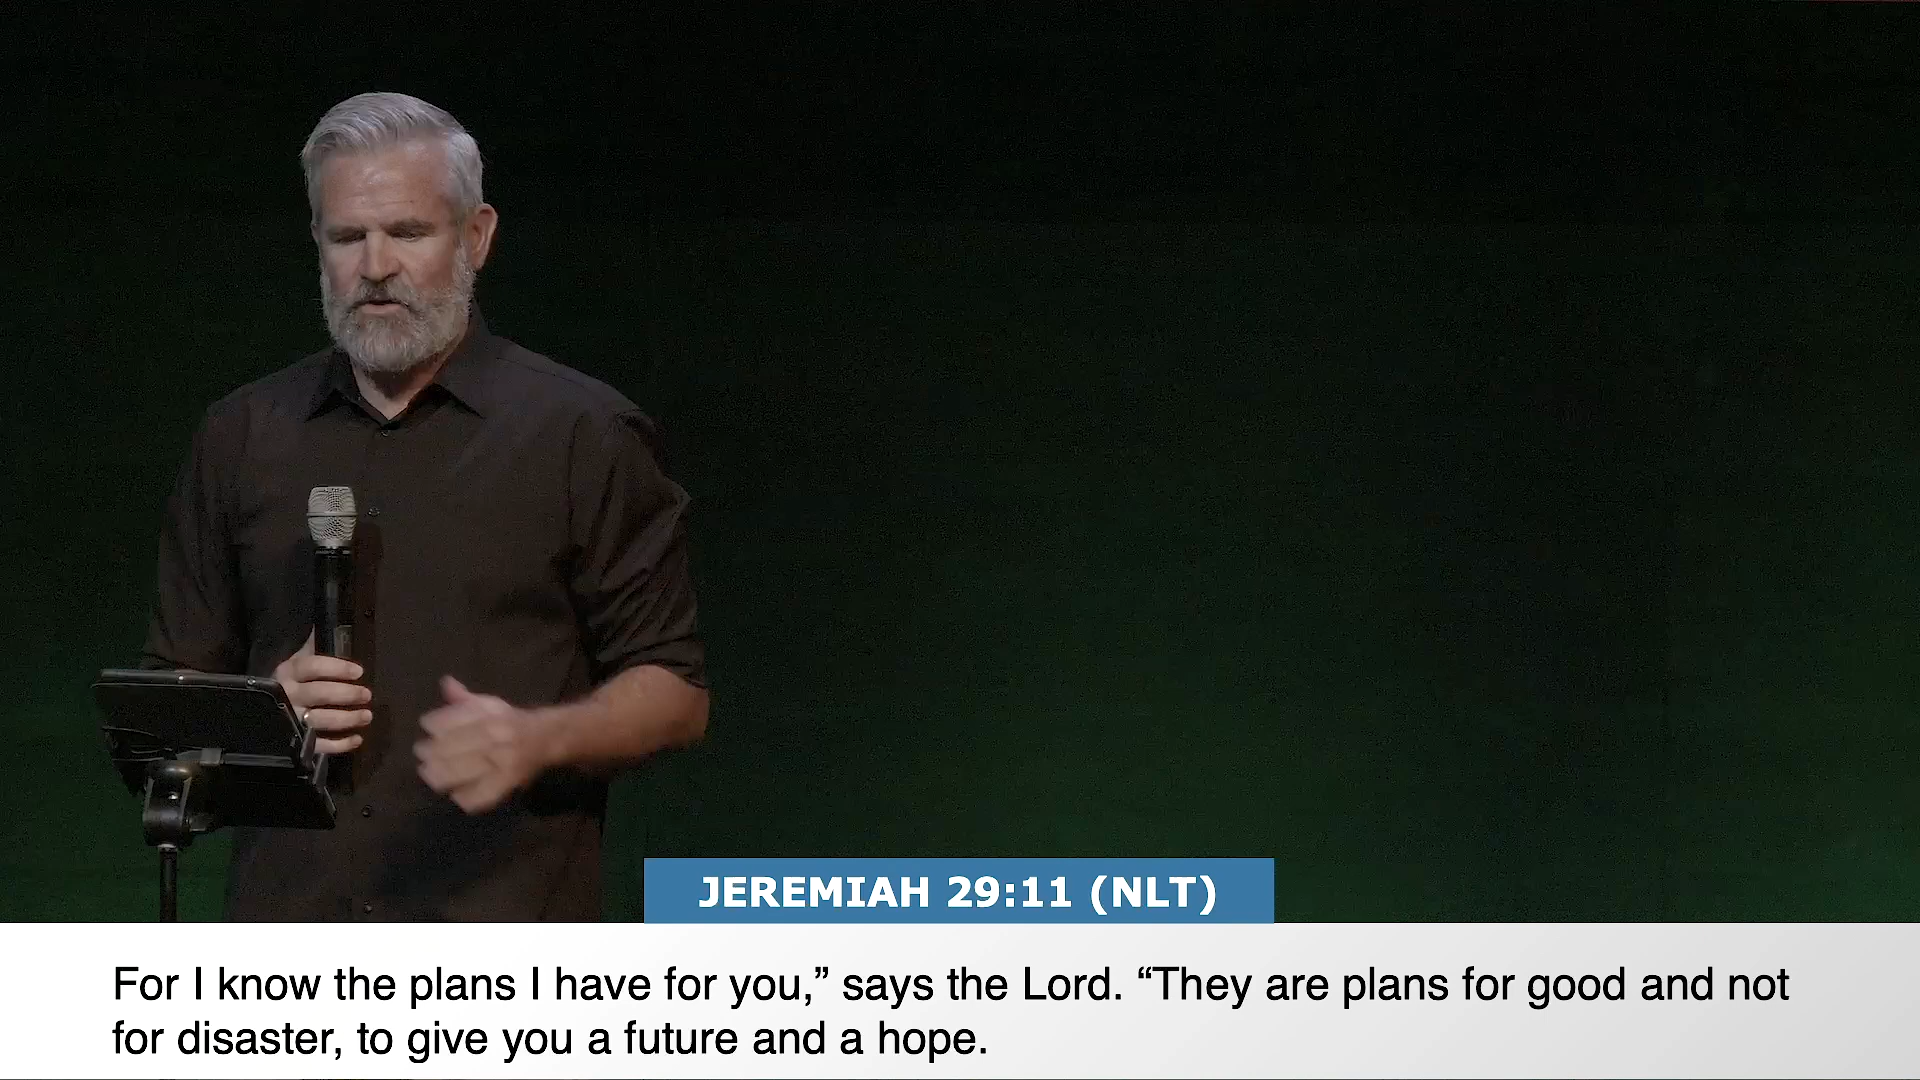 JEREMIAH 29:11 (NLT)
For I know the plans I have for you,” says the Lord. “They are plans for good and not
for disaster, to give you a future and a hope.